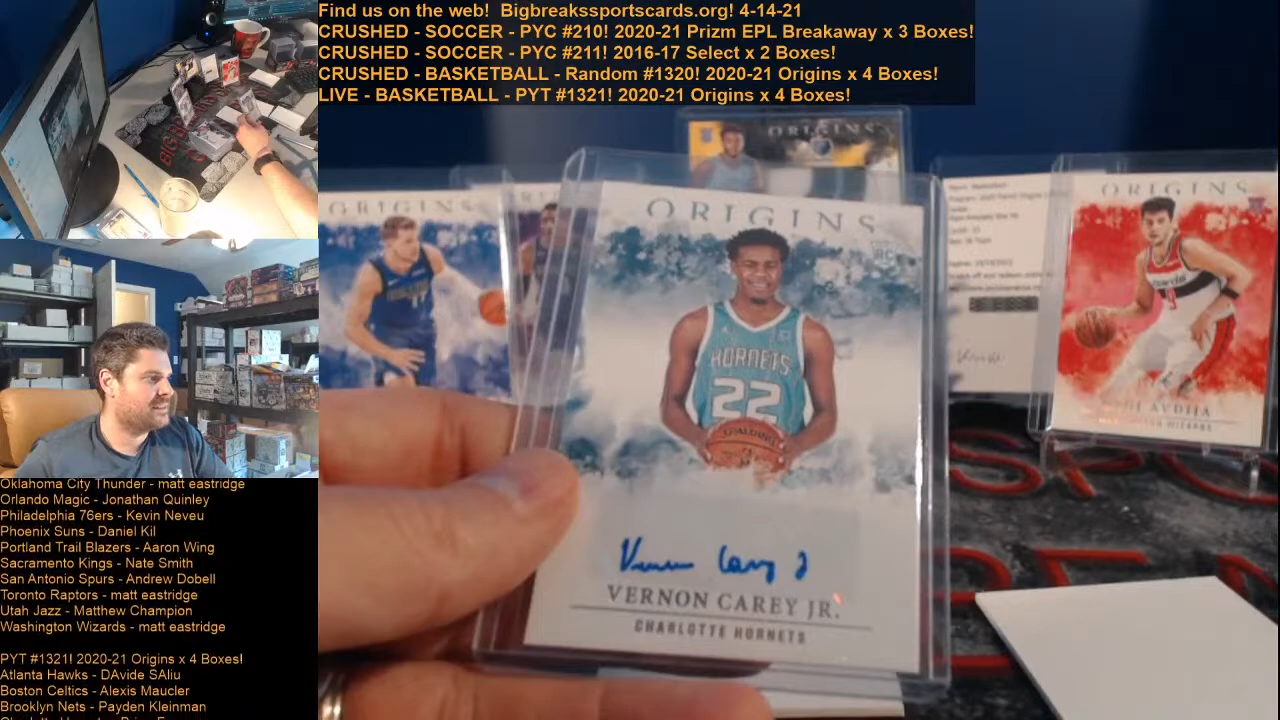 Find us on the web! Bigbreakssportscards.org! 4-14-21
CRUSHED - SOCCER - PYC #210! 2020-21 Prizm EPL Breakaway x 3 Boxes!
CRUSHED - SOCCER - PYC #211! 2016-17 Select x 2 Boxes!
CRUSHED - BASKETBALL - Random #1320! 2020-21 Origins x 4 Boxes!
LIVE - BASKETBALL - PYT #1321! 2020-21 Origins x 4 Boxes!
ORIGINS
ORIGINS
ORIGINS
ORIGINS
HORNETS
22
SPALDING
Vernon Carey J
VERNON CAREY JR.
CHARLOTTE HORNETS
AVDIJA
WIZARDS
Oklahoma City Thunder - matt eastridge
Orlando Magic - Jonathan Quinley
Philadelphia 76ers - Kevin Neveu
Phoenix Suns - Daniel Kil
Portland Trail Blazers - Aaron Wing
Sacramento Kings - Nate Smith
San Antonio Spurs - Andrew Dobell
Toronto Raptors - matt eastridge
Utah Jazz - Matthew Champion
Washington Wizards - matt eastridge
PYT #1321! 2020-21 Origins x 4 Boxes!
Atlanta Hawks - DAvide SAliu
Boston Celtics - Alexis Maucler
Brooklyn Nets - Payden Kleinman